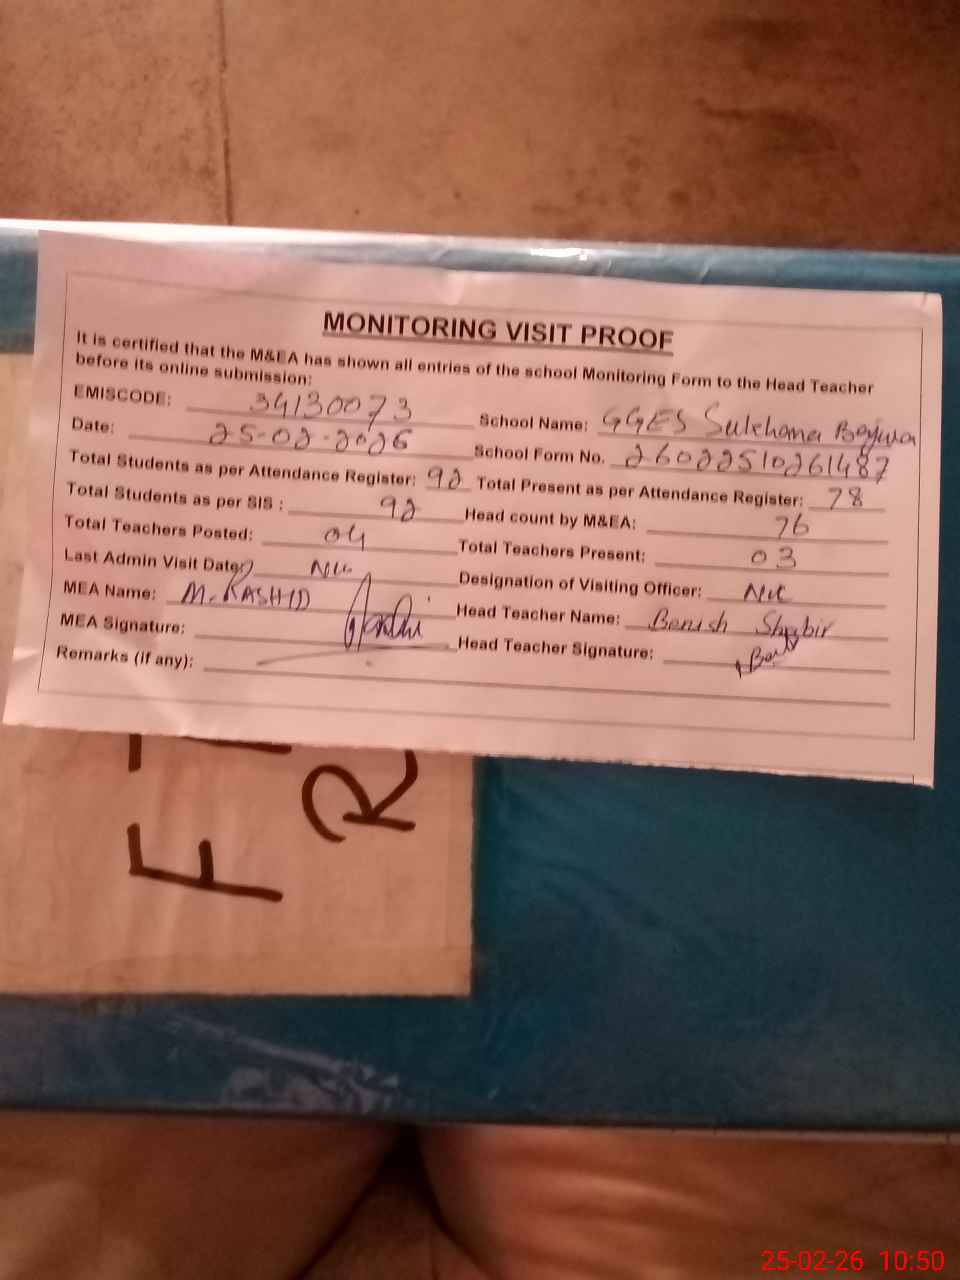 MONITORING VISIT PROOF
It is certified that the M&EA has shown all entries of the school Monitoring Form to the Head Teacher
before its online submission:
EMISCODE: 34130073 School Name: GGES Sulehana Bajwa
Date: 25-02-2026 School Form No. 26022510261487
Total Students as per Attendance Register: 92 Total Present as per Attendance Register: 78
Total Students as per SIS : 92 Head count by M&EA: 76
Total Teachers Posted: 04 Total Teachers Present: 03
Last Admin Visit Date: NIL Designation of Visiting Officer: NIL
MEA Name: M. RASHID Head Teacher Name: Benish Shabir
MEA Signature: Head Teacher Signature:
Remarks (if any):
F
R
25-02-26 10:50